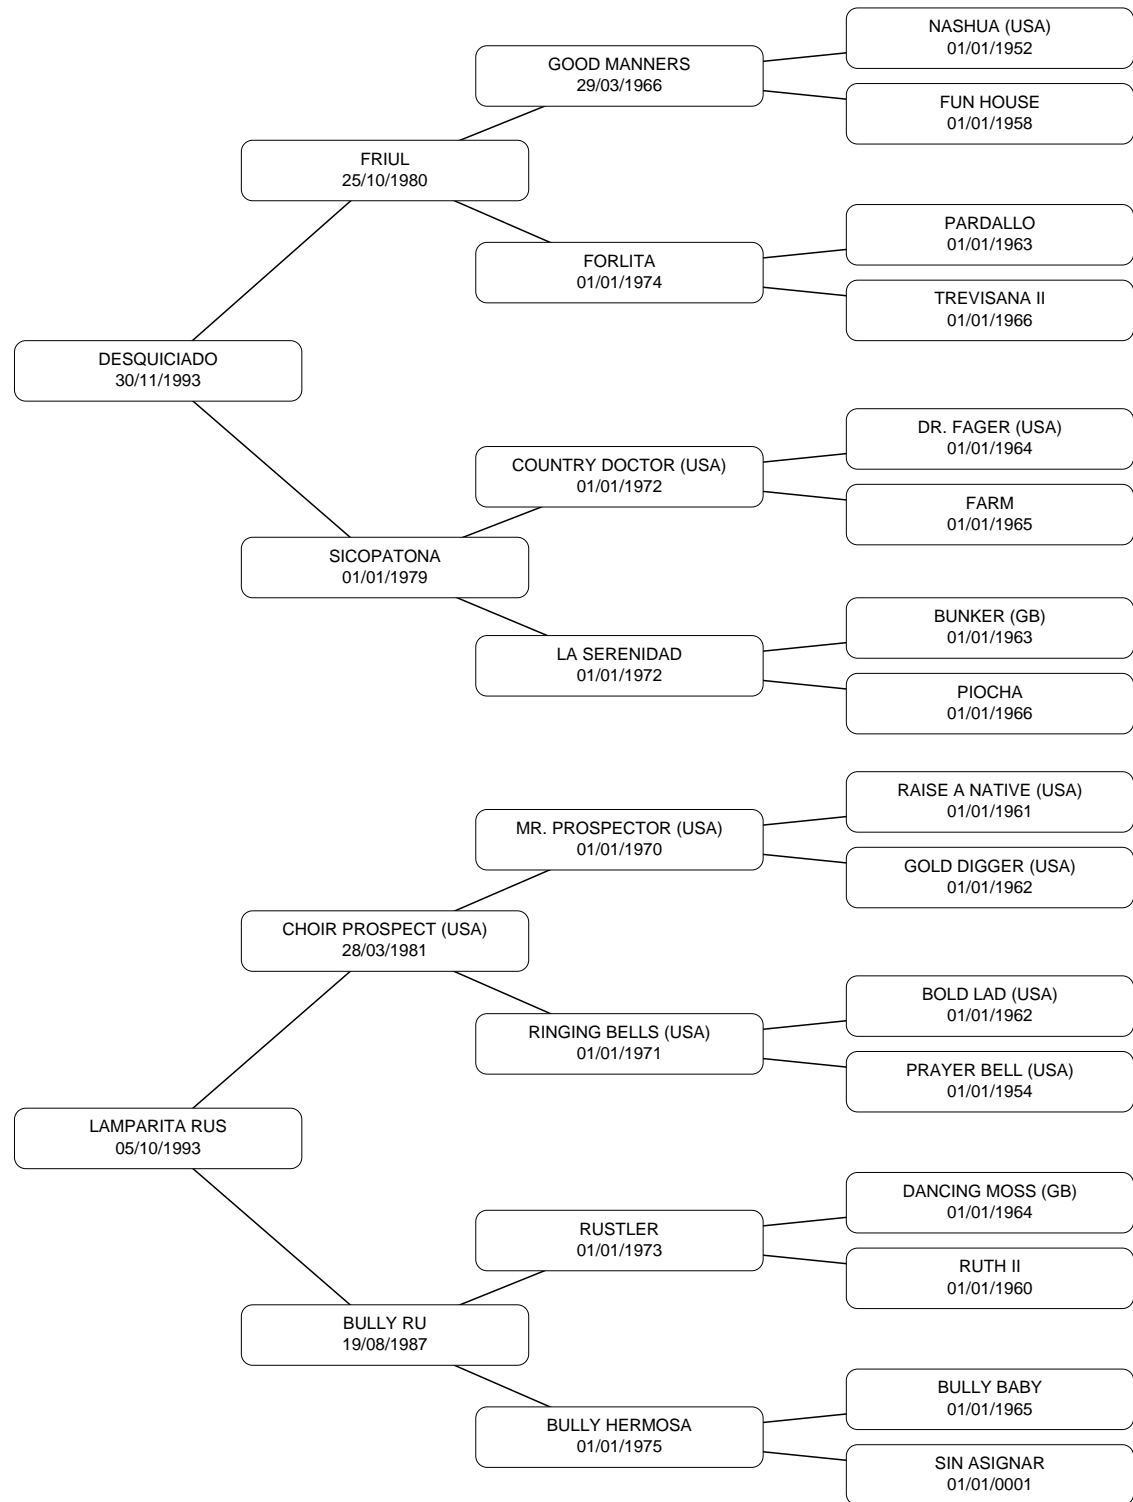 NASHUA (USA)
01/01/1952
GOOD MANNERS
29/03/1966
FUN HOUSE
01/01/1958
FRIUL
25/10/1980
PARDALLO
01/01/1963
FORLITA
01/01/1974
TREVISANA II
01/01/1966
DESQUICIADO
30/11/1993
DR. FAGER (USA)
01/01/1964
COUNTRY DOCTOR (USA)
01/01/1972
FARM
01/01/1965
SICOPATONA
01/01/1979
BUNKER (GB)
01/01/1963
LA SERENIDAD
01/01/1972
PIOCHA
01/01/1966
RAISE A NATIVE (USA)
01/01/1961
MR. PROSPECTOR (USA)
01/01/1970
GOLD DIGGER (USA)
01/01/1962
CHOIR PROSPECT (USA)
28/03/1981
BOLD LAD (USA)
01/01/1962
RINGING BELLS (USA)
01/01/1971
PRAYER BELL (USA)
01/01/1954
LAMPARITA RUS
05/10/1993
DANCING MOSS (GB)
01/01/1964
RUSTLER
01/01/1973
RUTH II
01/01/1960
BULLY RU
19/08/1987
BULLY BABY
01/01/1965
BULLY HERMOSA
01/01/1975
SIN ASIGNAR
01/01/0001